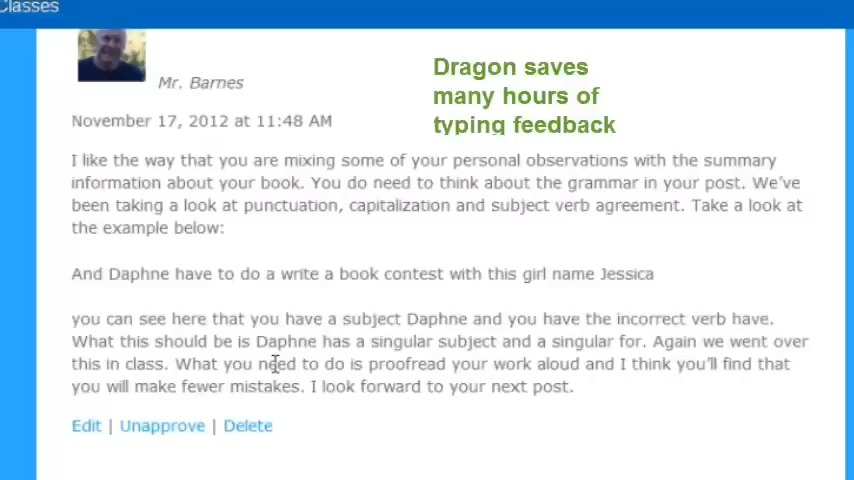 Classes
Dragon saves
many hours of
typing feedback
Mr. Barnes
November 17, 2012 at 11:48 AM
I like the way that you are mixing some of your personal observations with the summary
information about your book. You do need to think about the grammar in your post. We've
been taking a look at punctuation, capitalization and subject verb agreement. Take a look at
the example below:
And Daphne have to do a write a book contest with this girl name Jessica
you can see here that you have a subject Daphne and you have the incorrect verb have.
What this should be is Daphne has a singular subject and a singular for. Again we went over
this in class. What you need to do is proofread your work aloud and I think you'll find that
you will make fewer mistakes. I look forward to your next post.
Edit | Unapprove | Delete